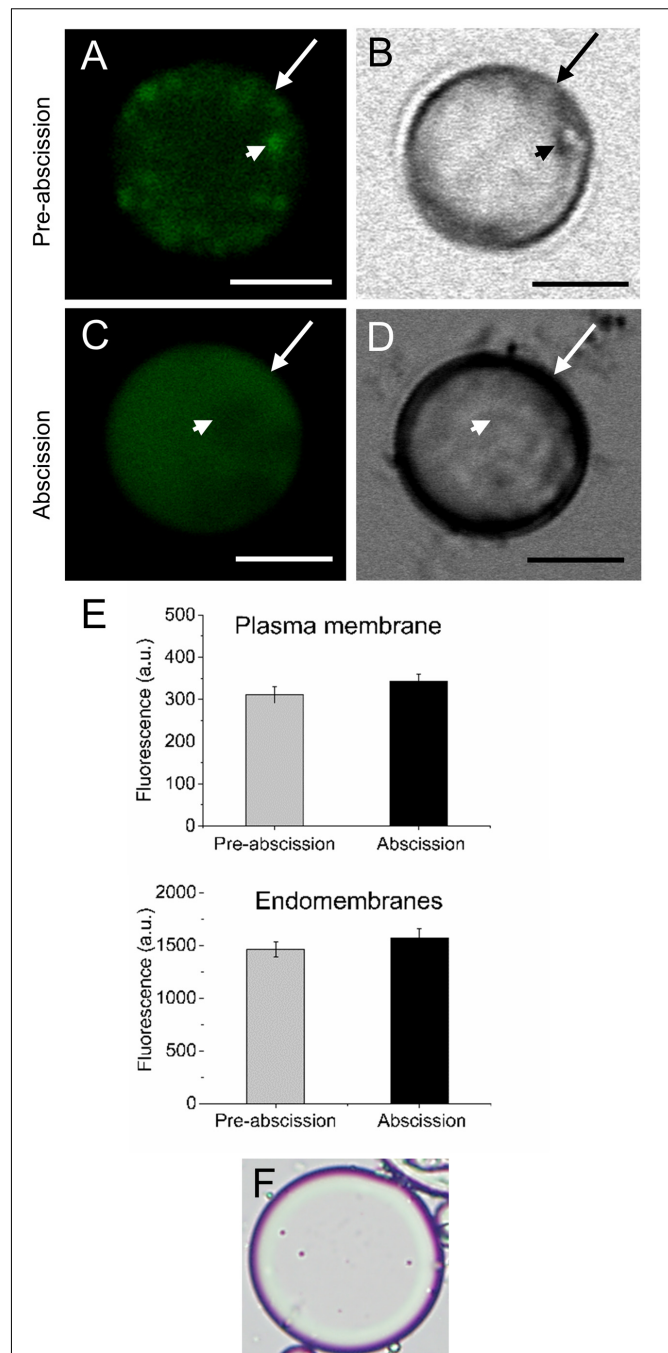 A
B
Pre-abscission
C
D
Abscission
E
Plasma membrane
Fluorescence (a.u.)
500
400
300
200
100
0
Pre-abscission
Abscission
Endomembranes
Fluorescence (a.u.)
2000
1500
1000
500
0
Pre-abscission
Abscission
F